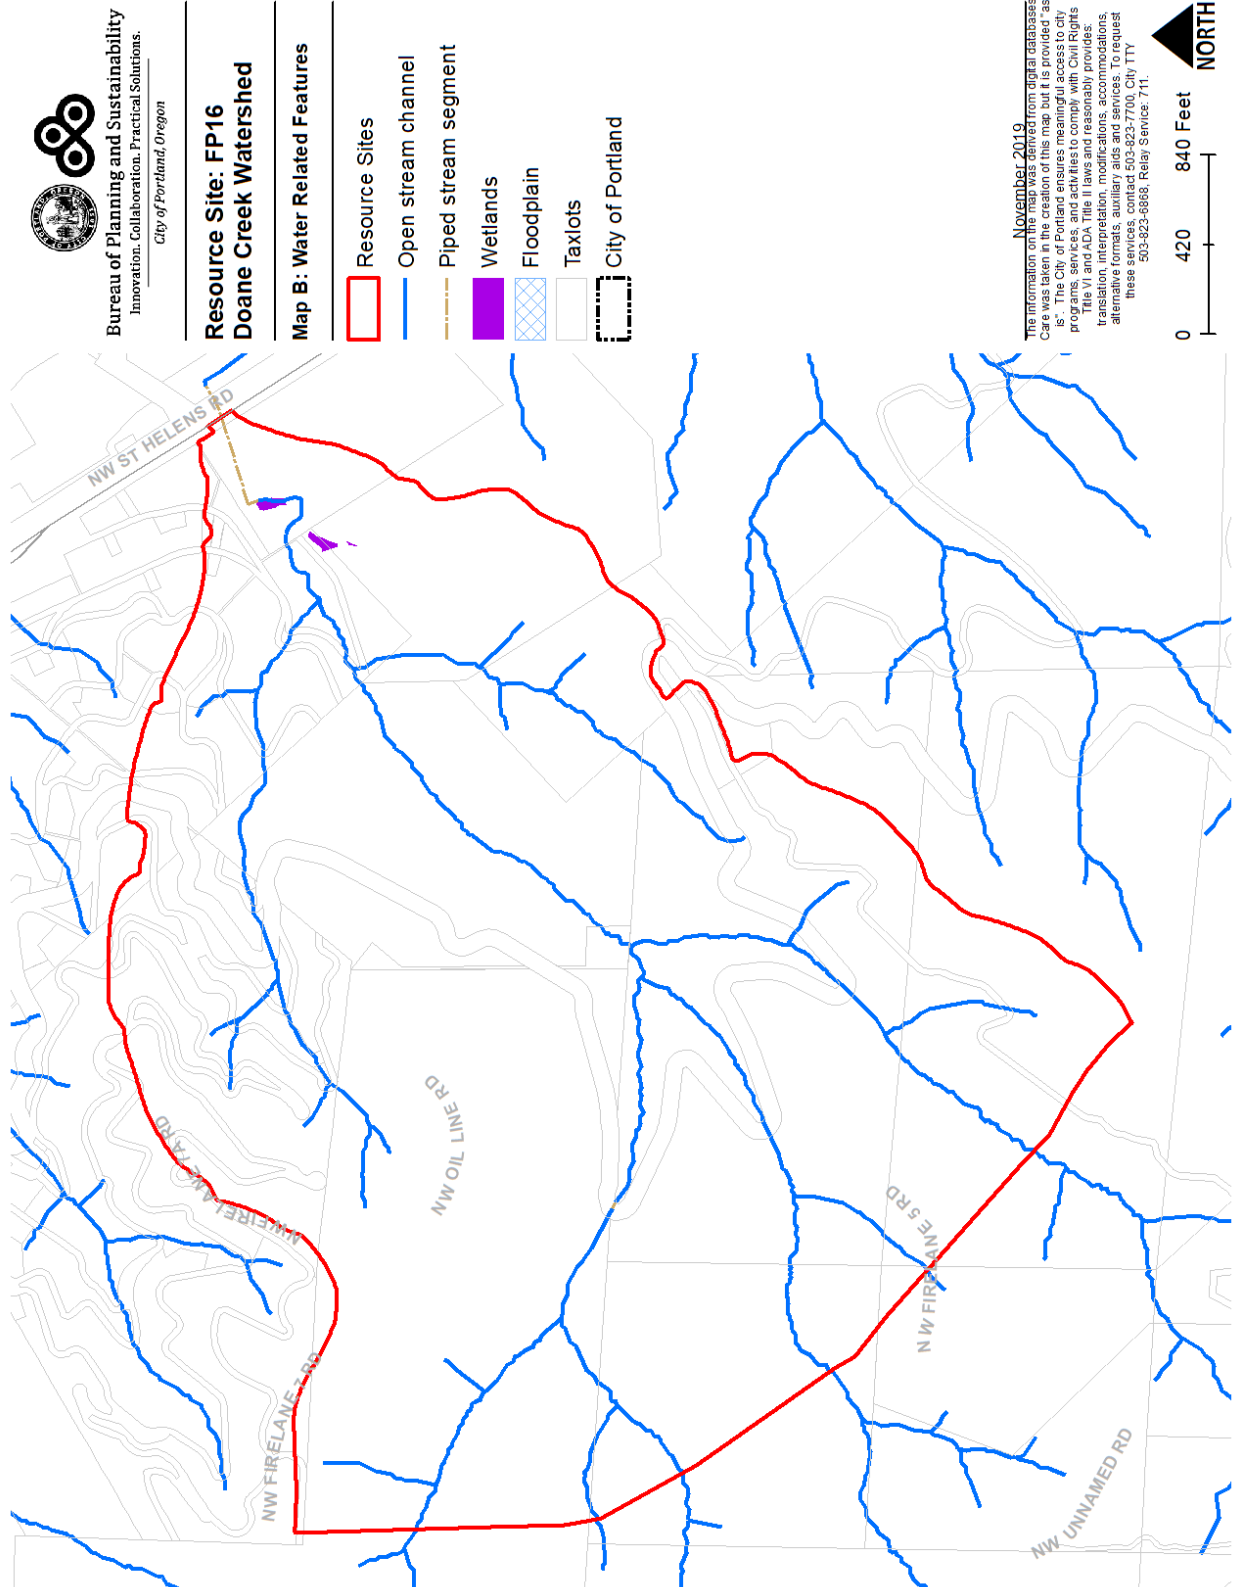 Bureau of Planning and Sustainability
Innovation. Collaboration. Practical Solutions.
City of Portland, Oregon
Resource Site: FP16
Doane Creek Watershed
Map B: Water Related Features
Resource Sites
Open stream channel
Piped stream segment
Wetlands
Floodplain
Taxlots
City of Portland
November 2019
The information on the map was derived from digital databases
Care was taken in the creation of this map but it is provided "as
is". The City of Portland ensures meaningful access to city
programs, services, and activities to comply with Civil Rights
Title VI and ADA Title II laws and reasonably provides:
translation, interpretation, modifications, accommodations,
alternative formats, auxiliary aids and services. To request
these services, contact 503-823-7700, City TTY
503-823-6868, Relay Service: 711.
0 420 840 Feet
NORTH
NW ST HELENS RD
NW FIRELANE 7A RD
NW FIRELANE 7 RD
NW OIL LINE RD
NW FIRELANE 5 RD
NW UNNAMED RD